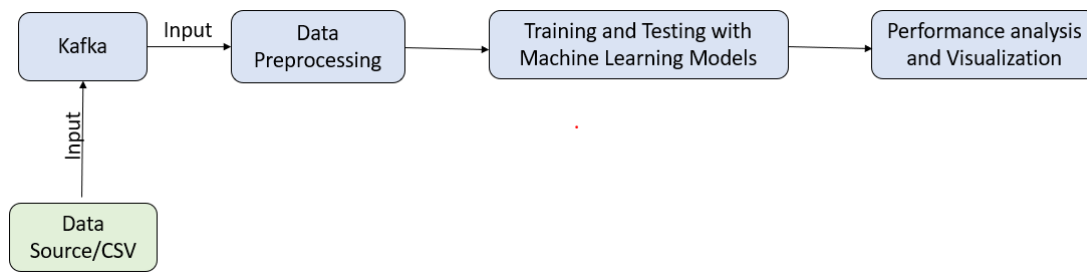 Kafka
Input
Data
Preprocessing
Training and Testing with
Machine Learning Models
Performance analysis
and Visualization
Input
Data
Source/CSV